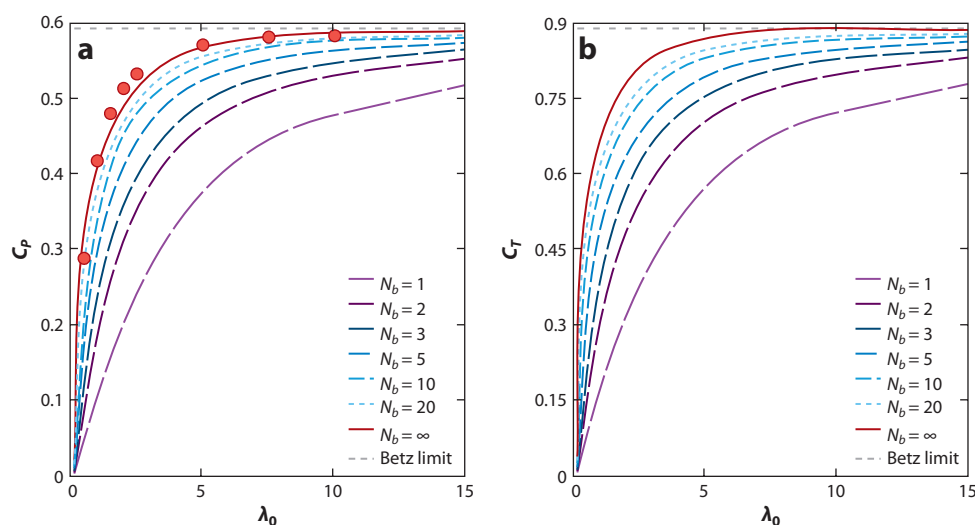 0.6
a
0.5
0.4
0.3
C_P
0.2
0.1
0
0 5 10 15
λ₀
N_b = 1
N_b = 2
N_b = 3
N_b = 5
N_b = 10
N_b = 20
N_b = ∞
Betz limit
0.9
b
0.75
0.6
0.45
C_T
0.3
0.15
0
0 5 10 15
λ₀
N_b = 1
N_b = 2
N_b = 3
N_b = 5
N_b = 10
N_b = 20
N_b = ∞
Betz limit